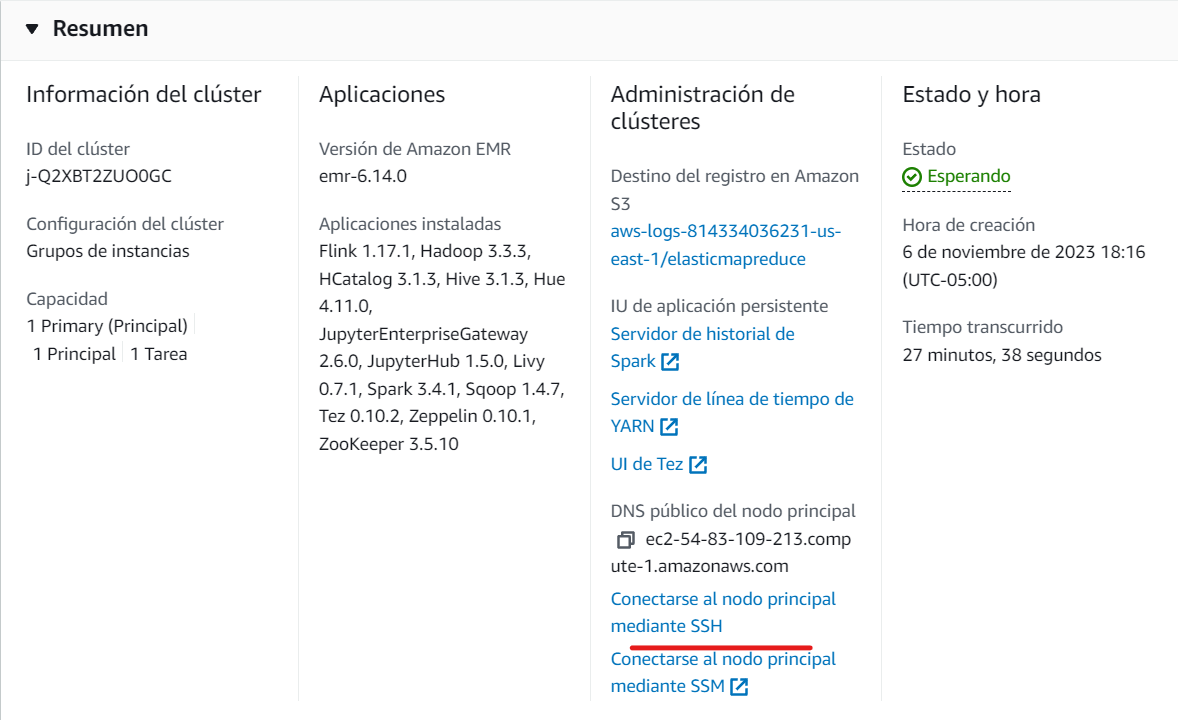 Resumen
Información del clúster
ID del clúster
j-Q2XBT2ZUO0GC
Configuración del clúster
Grupos de instancias
Capacidad
1 Primary (Principal)
1 Principal
1 Tarea
Aplicaciones
Versión de Amazon EMR
emr-6.14.0
Aplicaciones instaladas
Flink 1.17.1, Hadoop 3.3.3,
HCatalog 3.1.3, Hive 3.1.3, Hue
4.11.0,
JupyterEnterpriseGateway
2.6.0, JupyterHub 1.5.0, Livy
0.7.1, Spark 3.4.1, Sqoop 1.4.7,
Tez 0.10.2, Zeppelin 0.10.1,
ZooKeeper 3.5.10
Administración de
clústeres
Destino del registro en Amazon
S3
aws-logs-814334036231-us-
east-1/elasticmapreduce
IU de aplicación persistente
Servidor de historial de
Spark
Servidor de línea de tiempo de
YARN
UI de Tez
DNS público del nodo principal
ec2-54-83-109-213.comp
ute-1.amazonaws.com
Conectarse al nodo principal
mediante SSH
Conectarse al nodo principal
mediante SSM
Estado y hora
Estado
Esperando
Hora de creación
6 de noviembre de 2023 18:16
(UTC-05:00)
Tiempo transcurrido
27 minutos, 38 segundos